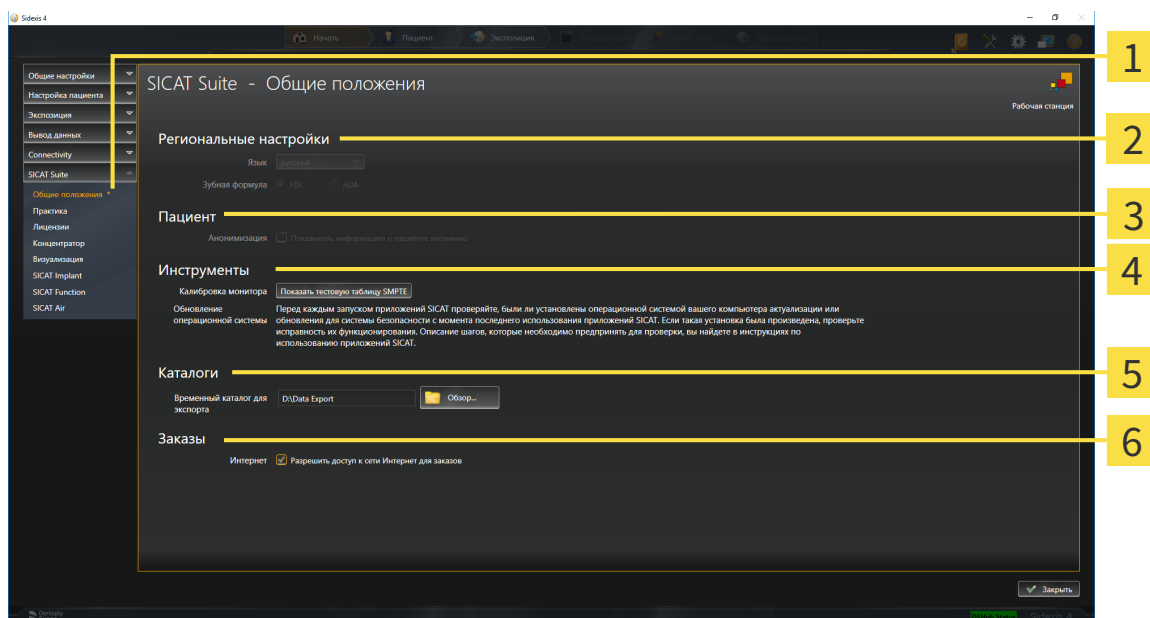 Sidexis 4
Начать
Пациент
Экспозиция
1
Общие настройки
Настройка пациента
Экспозиция
Вывод данных
Connectivity
SICAT Suite
Общие положения *
Практика
Лицензии
Концентратор
Визуализация
SICAT Implant
SICAT Function
SICAT Air
SICAT Suite - Общие положения
Рабочая станция
Региональные настройки
2
Язык русский
Зубная формула FDI ADA
Пациент
3
Анонимизация Показывать информацию о пациенте анонимно
Инструменты
4
Калибровка монитора Показать тестовую таблицу SMPTE
Обновление операционной системы
Перед каждым запуском приложений SICAT проверяйте, были ли установлены операционной системой вашего компьютера актуализации или
обновления для системы безопасности с момента последнего использования приложений SICAT. Если такая установка была произведена, проверьте
исправность их функционирования. Описание шагов, которые необходимо предпринять для проверки, вы найдете в инструкциях по
использованию приложений SICAT.
Каталоги
5
Временный каталог для экспорта
D:\Data Export
Обзор...
Заказы
6
Интернет Разрешить доступ к сети Интернет для заказов
Закрыть
Dentsply
Sidexis 4